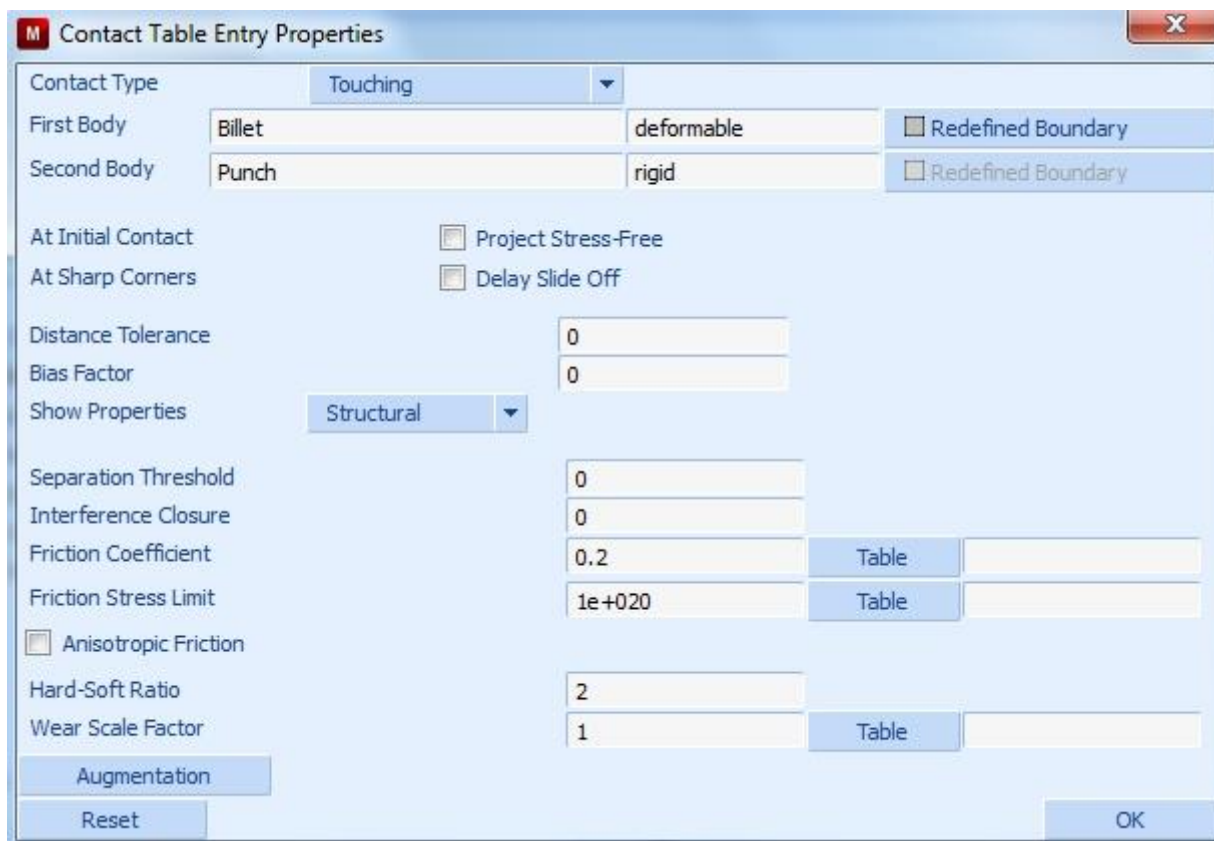 M Contact Table Entry Properties X
Contact Type Touching
First Body Billet deformable Redefined Boundary
Second Body Punch rigid Redefined Boundary
At Initial Contact Project Stress-Free
At Sharp Corners Delay Slide Off
Distance Tolerance 0
Bias Factor 0
Show Properties Structural
Separation Threshold 0
Interference Closure 0
Friction Coefficient 0.2 Table
Friction Stress Limit 1e+020 Table
Anisotropic Friction
Hard-Soft Ratio 2
Wear Scale Factor 1 Table
Augmentation
Reset OK